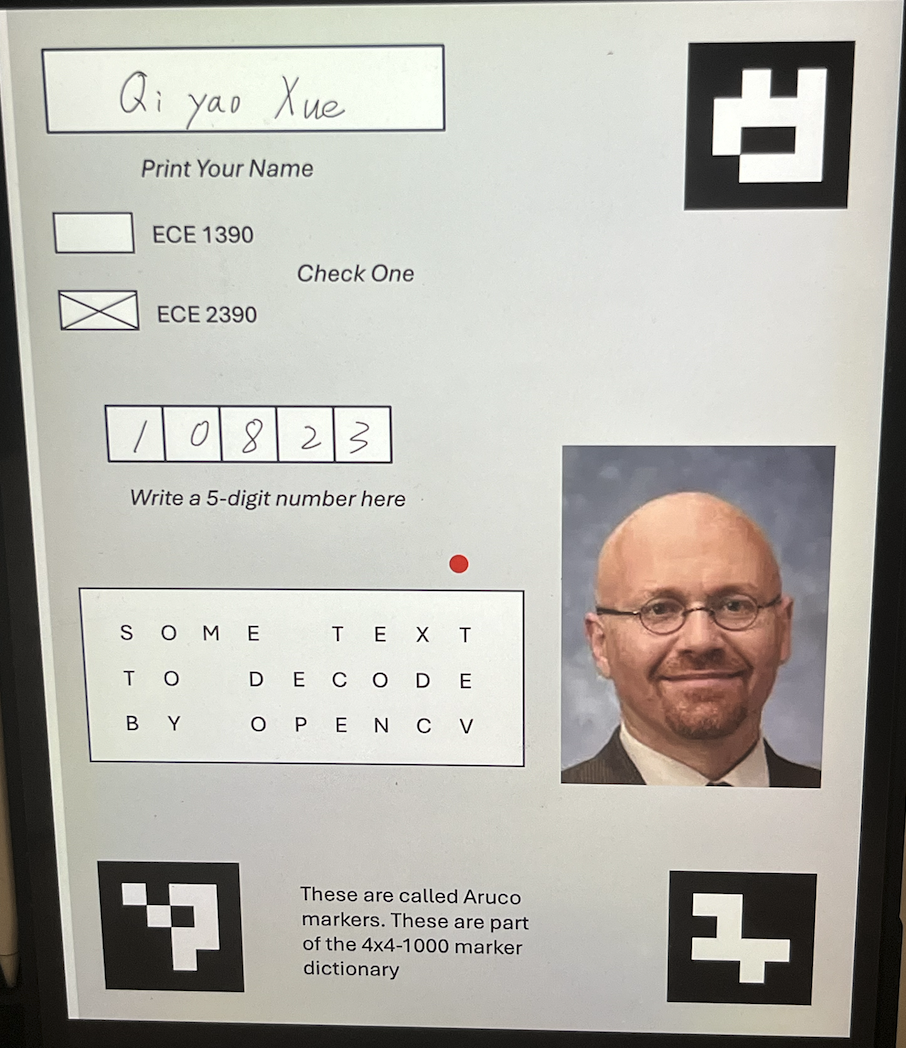 Qi yao Xue
Print Your Name
ECE 1390
Check One
ECE 2390
1 0 8 2 3
Write a 5-digit number here
S O M E   T E X T
T O   D E C O D E
B Y   O P E N C V
These are called Aruco
markers. These are part
of the 4x4-1000 marker
dictionary